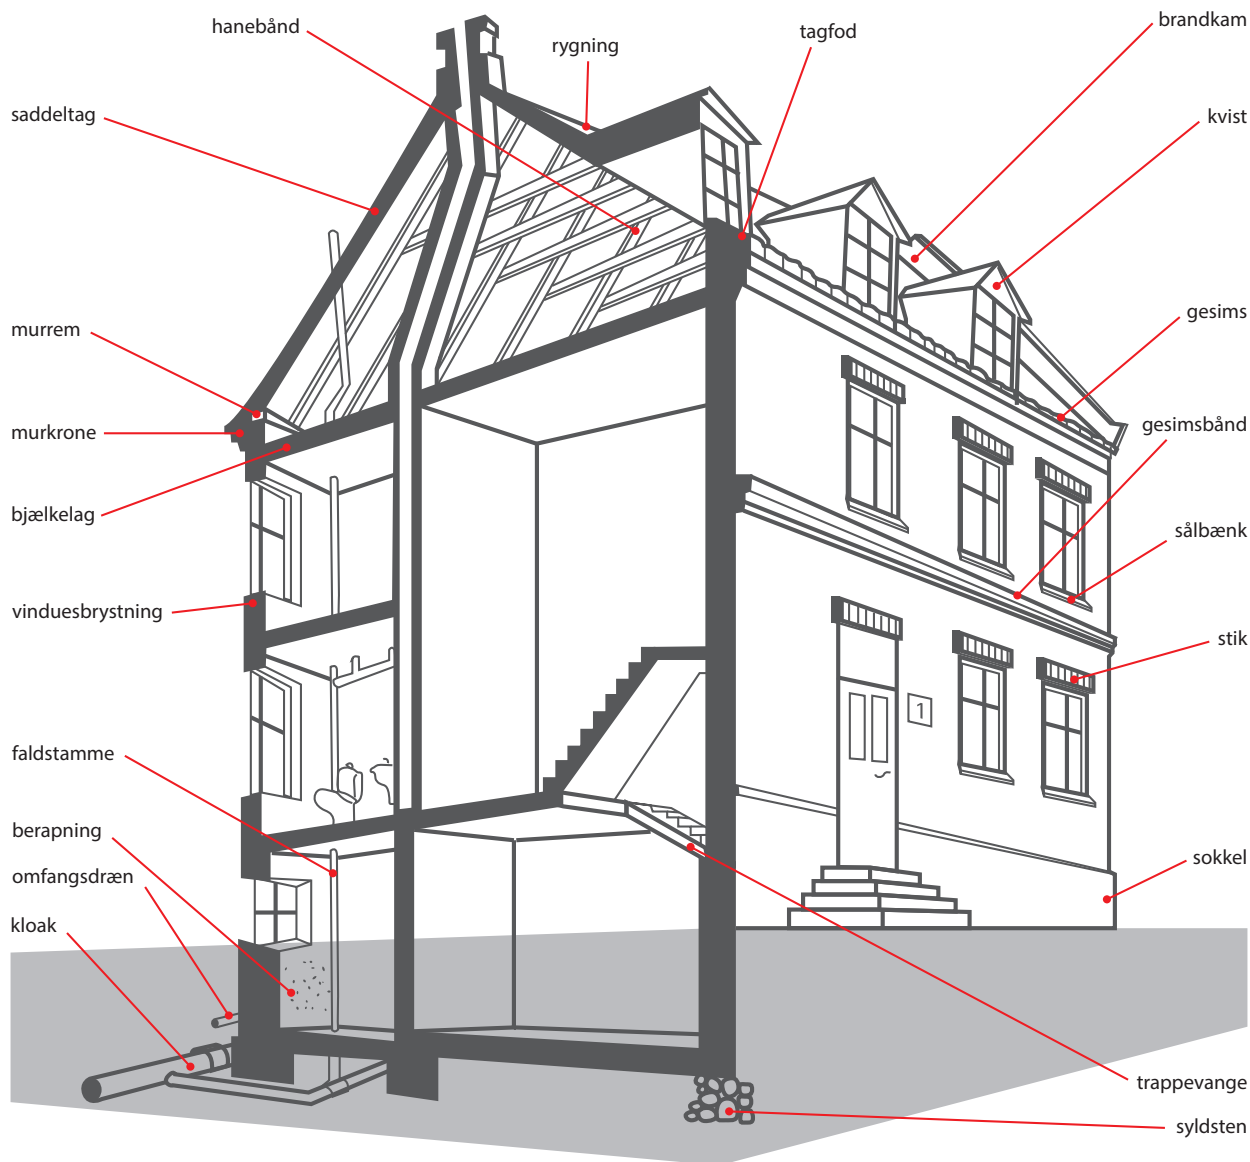 hanebånd
rygning
tagfod
brandkam
saddeltag
kvist
murrem
gesims
murkrone
gesimsbånd
bjælkelag
sålbænk
vinduesbrystning
stik
1
faldstamme
berapning
omfangsdræn
sokkel
kloak
trappevange
syldsten